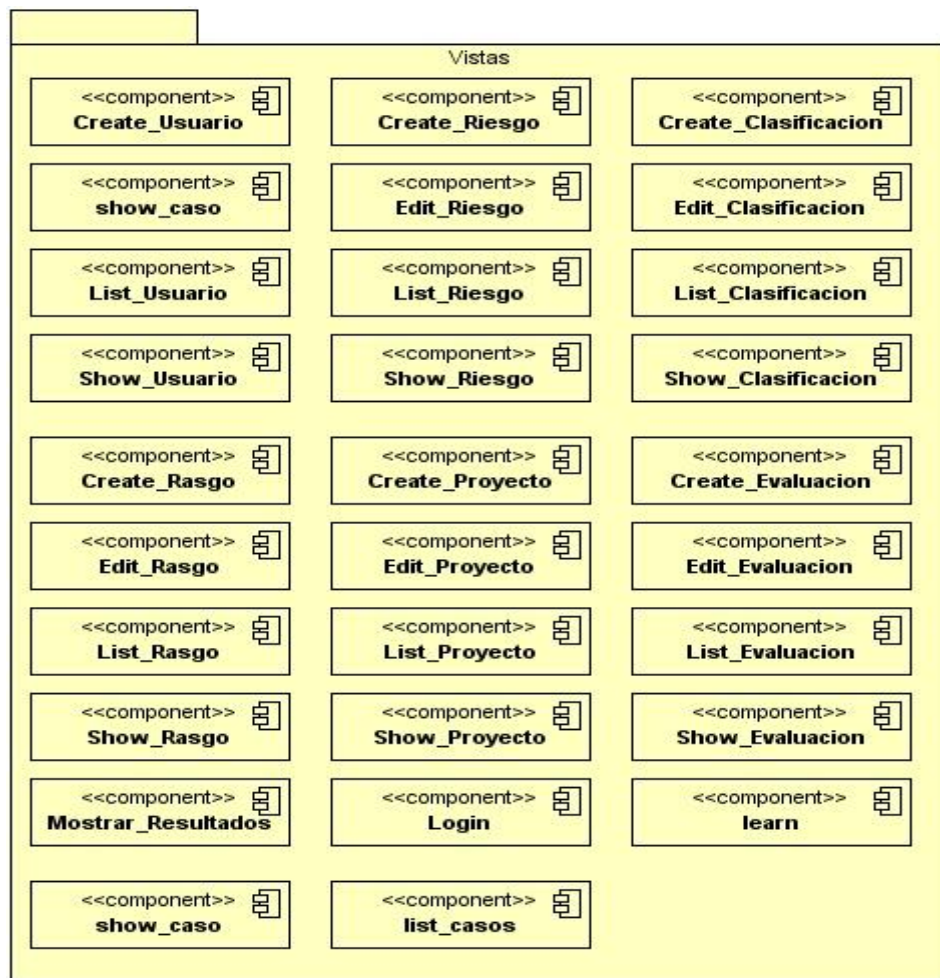 Vistas
<<component>> <<component>> <<component>>
Create_Usuario Create_Riesgo Create_Clasificacion
<<component>> <<component>> <<component>>
show_caso Edit_Riesgo Edit_Clasificacion
<<component>> <<component>> <<component>>
List_Usuario List_Riesgo List_Clasificacion
<<component>> <<component>> <<component>>
Show_Usuario Show_Riesgo Show_Clasificacion
<<component>> <<component>> <<component>>
Create_Rasgo Create_Proyecto Create_Evaluacion
<<component>> <<component>> <<component>>
Edit_Rasgo Edit_Proyecto Edit_Evaluacion
<<component>> <<component>> <<component>>
List_Rasgo List_Proyecto List_Evaluacion
<<component>> <<component>> <<component>>
Show_Rasgo Show_Proyecto Show_Evaluacion
<<component>> <<component>> <<component>>
Mostrar_Resultados Login learn
<<component>> <<component>>
show_caso list_casos